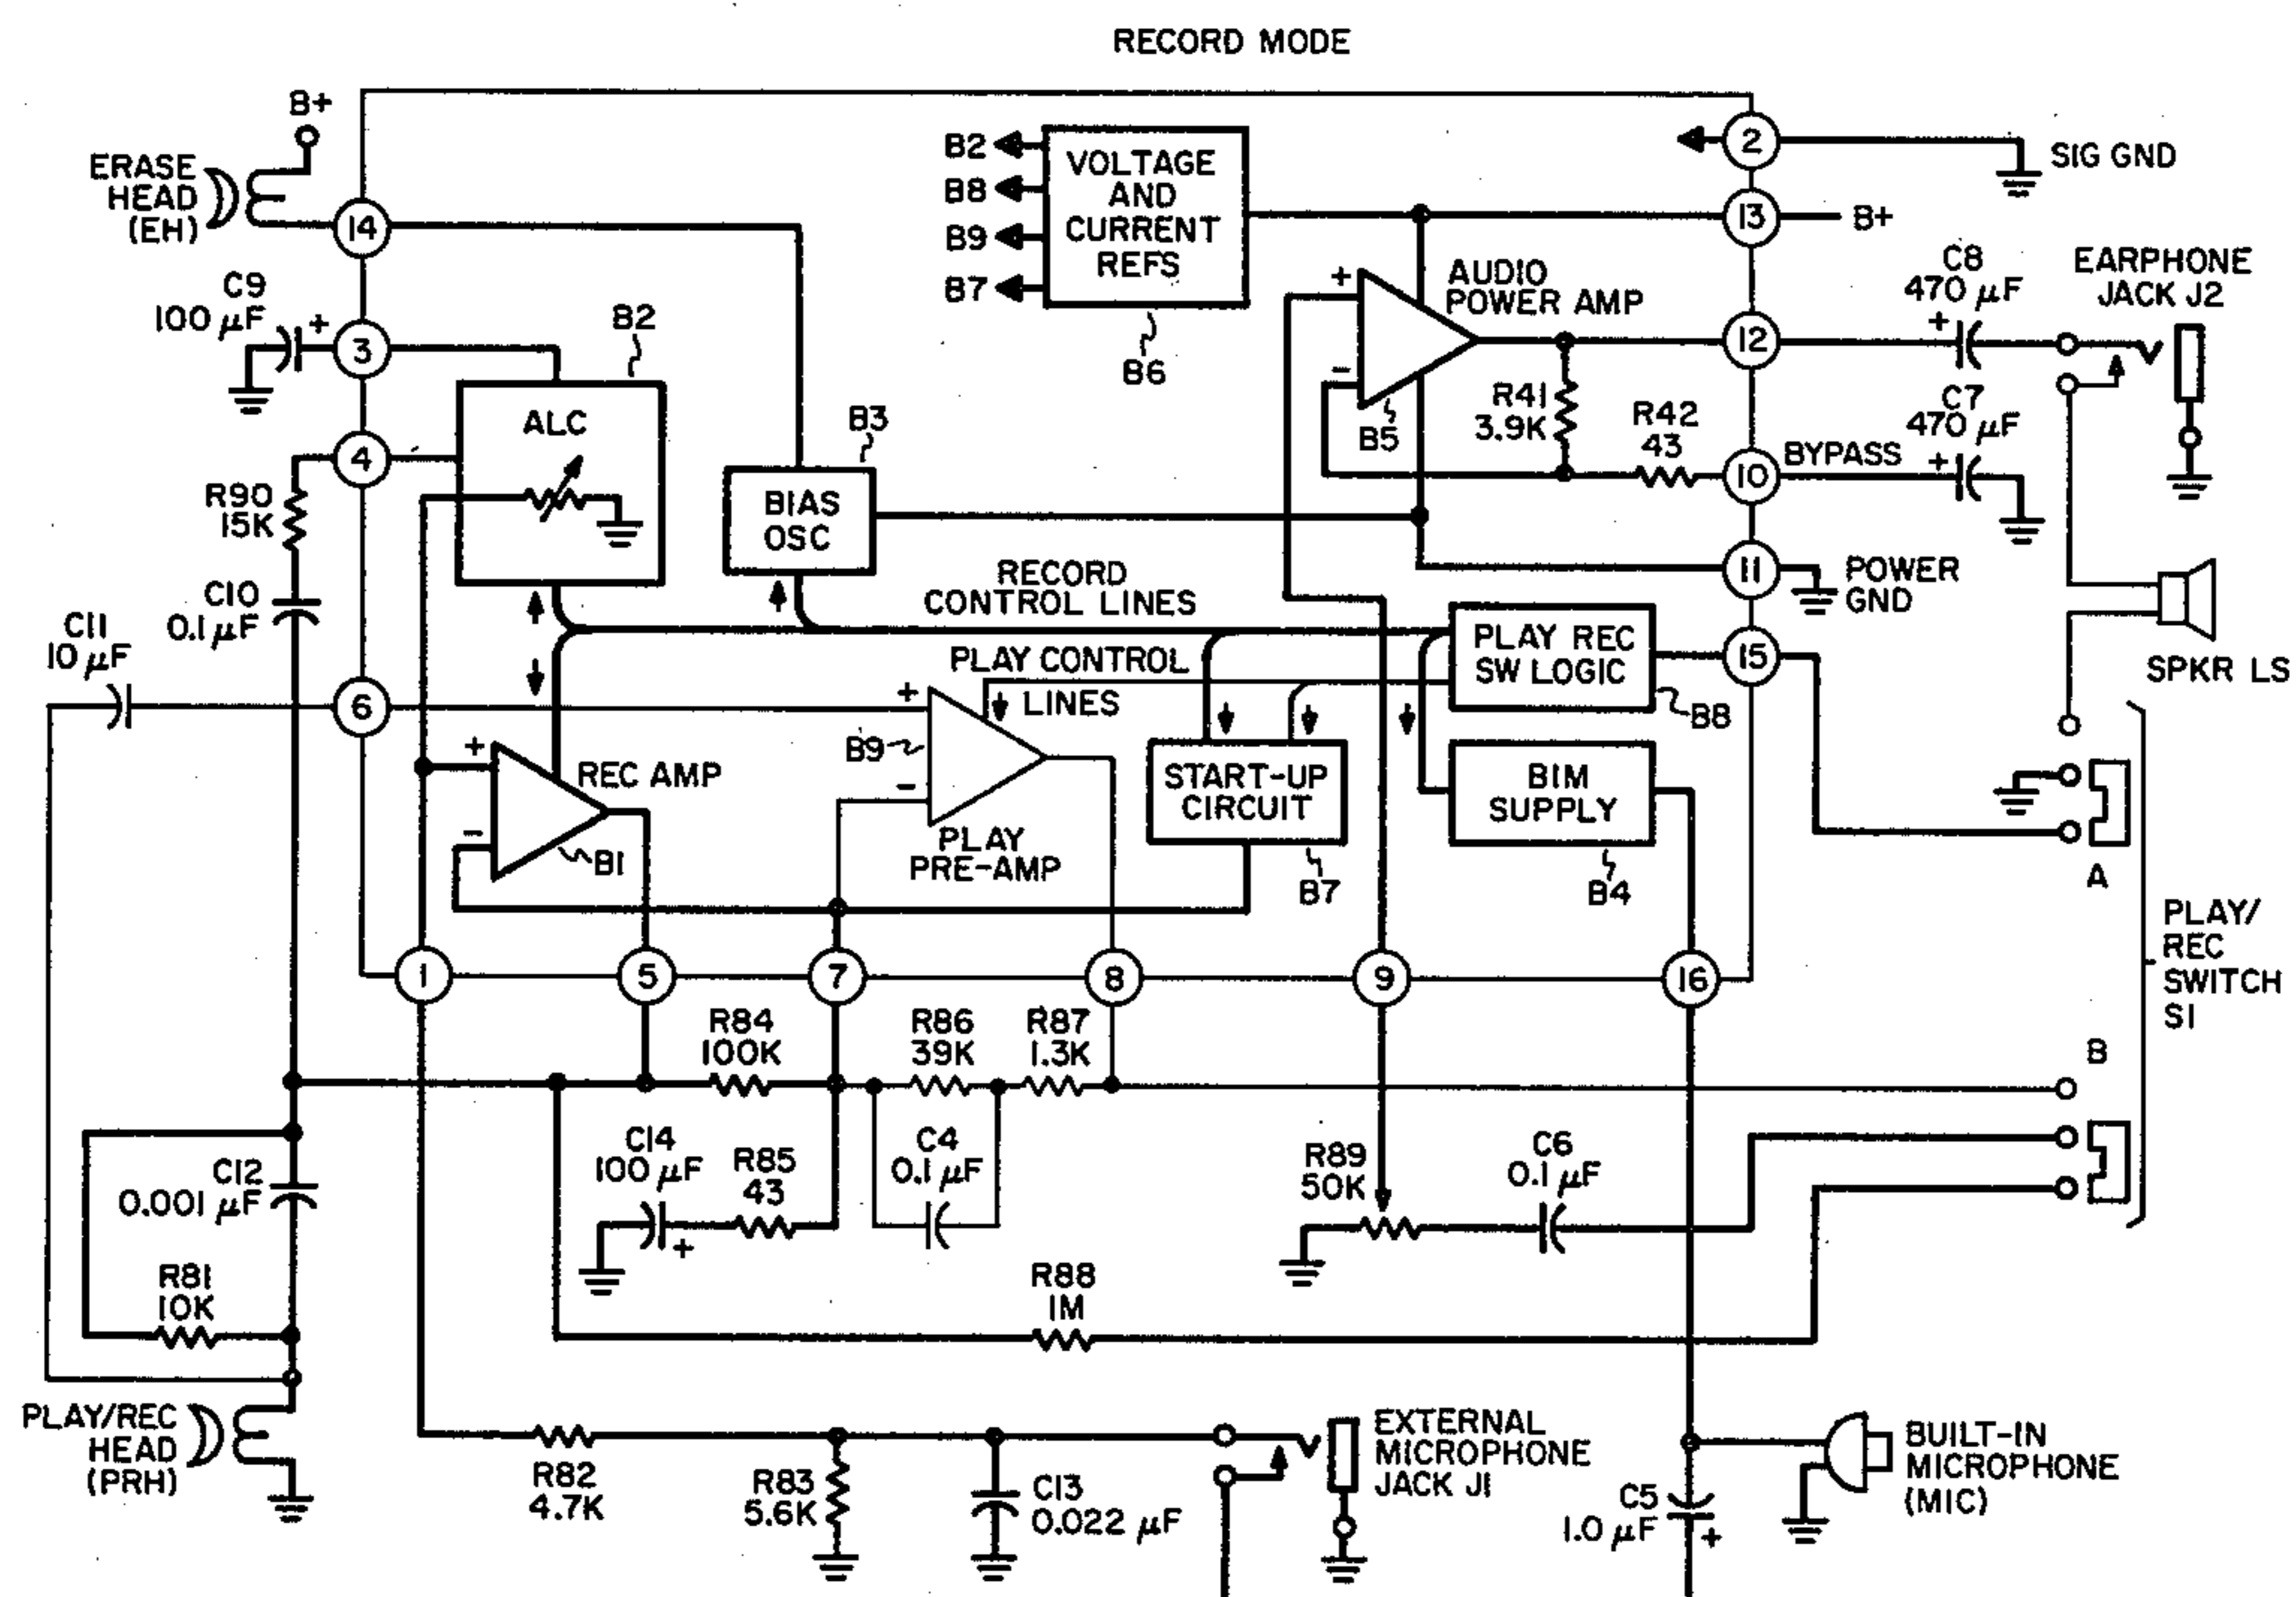 RECORD MODE
B+
ERASE
HEAD
(EH)
14
C9
100 µF
+
3
B2
4
ALC
R90
15K
C10
0.1 µF
C11
10 µF
6
B3
BIAS
OSC
B2
B8
B9
B7
VOLTAGE
AND
CURRENT
REFS
B6
2
SIG GND
13
B+
+
AUDIO
POWER AMP
-
B5
R41
3.9K
R42
43
12
C8
470 µF
+
EARPHONE
JACK J2
10
BYPASS
C7
470 µF
+
11
POWER
GND
SPKR LS
RECORD
CONTROL LINES
PLAY CONTROL
LINES
PLAY REC
SW LOGIC
B8
15
+
REC AMP
-
B1
+
B9
-
PLAY
PRE-AMP
START-UP
CIRCUIT
B7
BIM
SUPPLY
B4
A
PLAY/
REC
SWITCH
S1
B
1
5
7
8
9
16
R84
100K
R86
39K
R87
1.3K
C12
0.001 µF
C14
100 µF
+
R85
43
C4
0.1 µF
R89
50K
C6
0.1 µF
R81
10K
R88
1M
PLAY/REC
HEAD
(PRH)
R82
4.7K
R83
5.6K
C13
0.022 µF
EXTERNAL
MICROPHONE
JACK J1
C5
1.0 µF
+
BUILT-IN
MICROPHONE
(MIC)